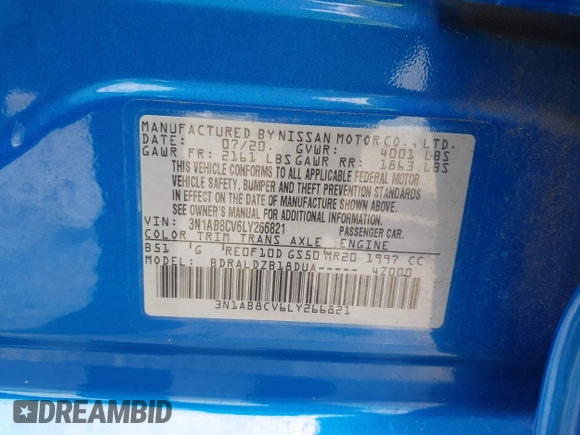 MANUFACTURED BY NISSAN MOTOR CO., LTD.
DATE: 07/20 GVWR: 4001 LBS
GAWR FR: 2161 LBS GAWR RR: 1863 LBS
THIS VEHICLE CONFORMS TO ALL APPLICABLE FEDERAL MOTOR
VEHICLE SAFETY, BUMPER AND THEFT PREVENTION STANDARDS
IN EFFECT ON THE DATE OF MANUFACTURE SHOWN ABOVE.
SEE OWNER'S MANUAL FOR ADDITIONAL INFORMATION.
VIN: 3N1AB8CV6LY266821 PASSENGER CAR.
COLOR TRIM TRANS AXLE ENGINE
B51 G RE0F10D GS50 MR20 1997 CC
MODEL BDRALDZB18DUA----- 4Z000
3N1AB8CV6LY266821
DREAMBID